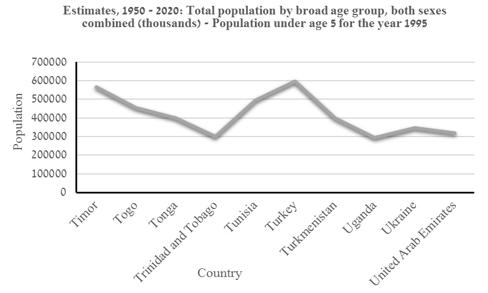 Estimates, 1950 - 2020: Total population by broad age group, both sexes
combined (thousands) - Population under age 5 for the year 1995
700000
600000
500000
400000
300000
200000
100000
0
Population
Timor
Togo
Tonga
Trinidad and Tobago
Tunisia
Turkey
Turkmenistan
Uganda
Ukraine
United Arab Emirates
Country